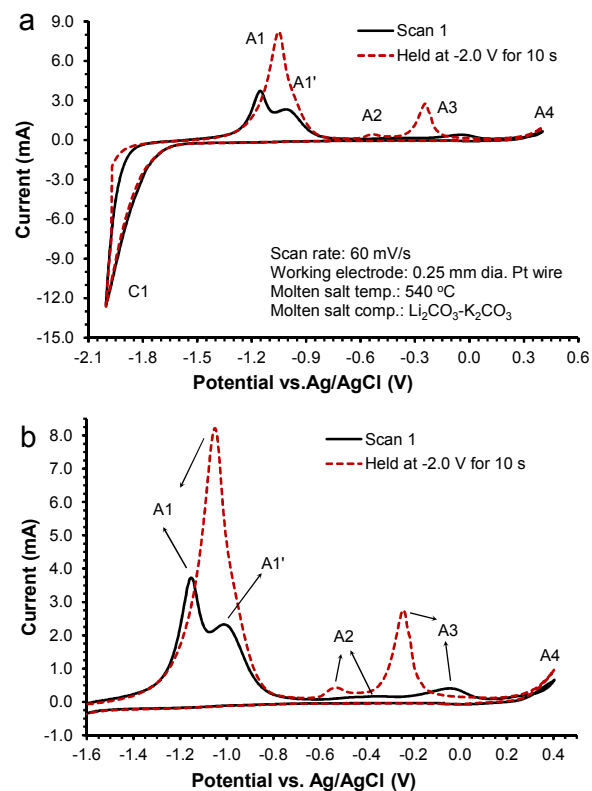 a
Scan 1
Held at -2.0 V for 10 s
A1
A1'
A2
A3
A4
C1
Scan rate: 60 mV/s
Working electrode: 0.25 mm dia. Pt wire
Molten salt temp.: 540 °C
Molten salt comp.: Li₂CO₃-K₂CO₃
Current (mA)
9.0
6.0
3.0
0.0
-3.0
-6.0
-9.0
-12.0
-15.0
-2.1 -1.8 -1.5 -1.2 -0.9 -0.6 -0.3 0.0 0.3 0.6
Potential vs.Ag/AgCl (V)
b
Scan 1
Held at -2.0 V for 10 s
A1
A1'
A2
A3
A4
Current (mA)
8.0
7.0
6.0
5.0
4.0
3.0
2.0
1.0
0.0
-1.0
-1.6 -1.4 -1.2 -1.0 -0.8 -0.6 -0.4 -0.2 0.0 0.2 0.4
Potential vs. Ag/AgCl (V)